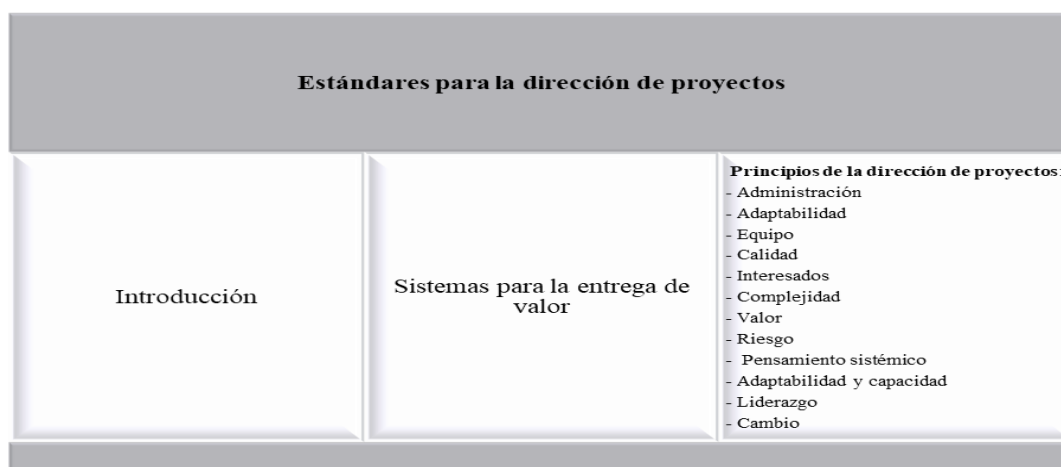 Estándares para la dirección de proyectos
Introducción
Sistemas para la entrega de
valor
Principios de la dirección de proyectos:
- Administración
- Adaptabilidad
- Equipo
- Calidad
- Interesados
- Complejidad
- Valor
- Riesgo
- Pensamiento sistémico
- Adaptabilidad y capacidad
- Liderazgo
- Cambio